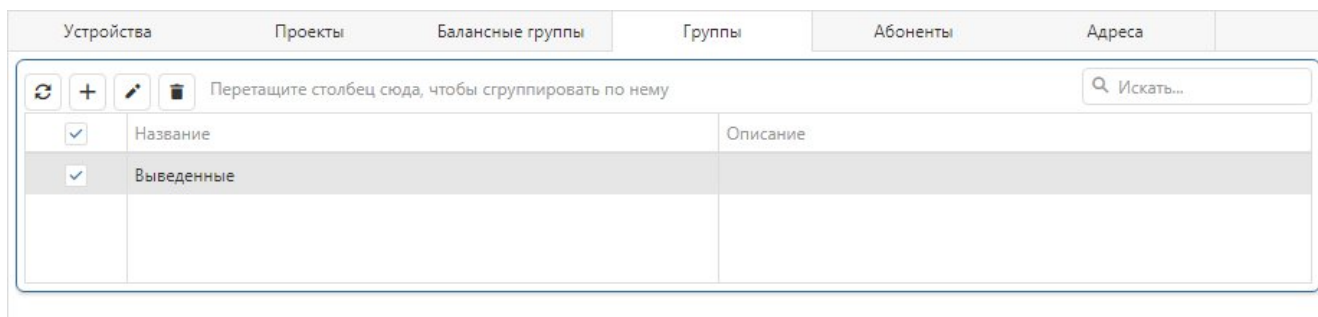 Устройства Проекты Балансные группы Группы Абоненты Адреса
Перетащите столбец сюда, чтобы сгруппировать по нему Искать...
Название Описание
Выведенные